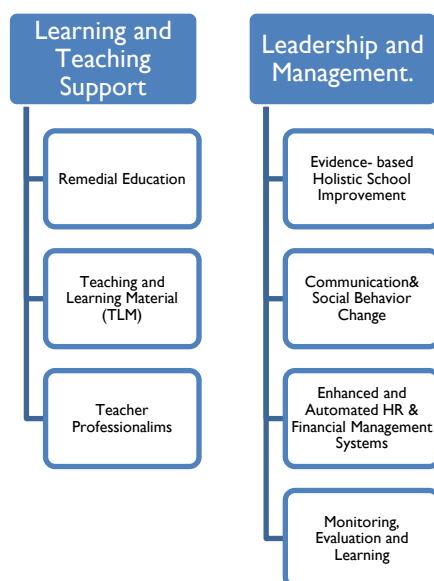 Learning and
Teaching
Support
Remedial Education
Teaching and
Learning Material
(TLM)
Teacher
Professionalims
Leadership and
Management.
Evidence- based
Holistic School
Improvement
Communication&
Social Behavior
Change
Enhanced and
Automated HR &
Financial Management
Systems
Monitoring,
Evaluation and
Learning